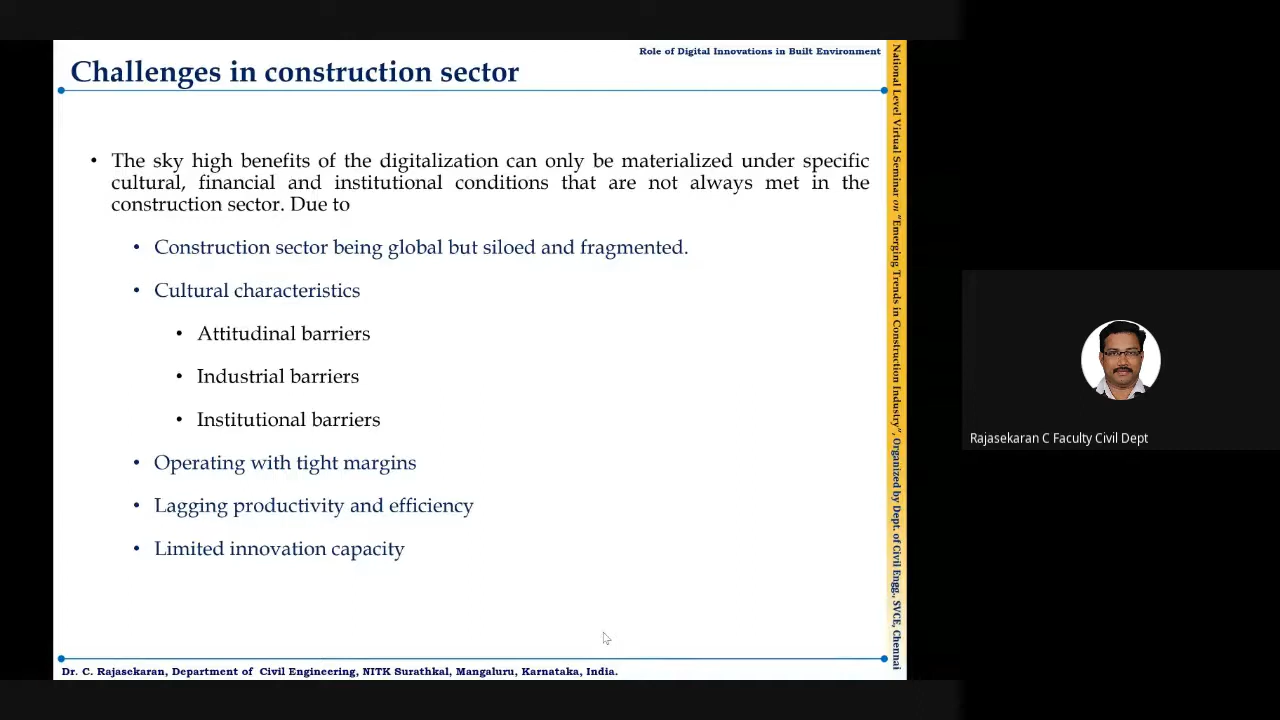 Role of Digital Innovations in Built Environment
Challenges in construction sector
• The sky high benefits of the digitalization can only be materialized under specific
cultural, financial and institutional conditions that are not always met in the
construction sector. Due to
• Construction sector being global but siloed and fragmented.
• Cultural characteristics
• Attitudinal barriers
• Industrial barriers
• Institutional barriers
• Operating with tight margins
• Lagging productivity and efficiency
• Limited innovation capacity
Dr. C. Rajasekaran, Department of Civil Engineering, NITK Surathkal, Mangaluru, Karnataka, India.
National Level Virtual Seminar on "Emerging Trends in Construction Industry", Organized by Dept. of Civil Engg., SVCE, Chennai
Rajasekaran C Faculty Civil Dept